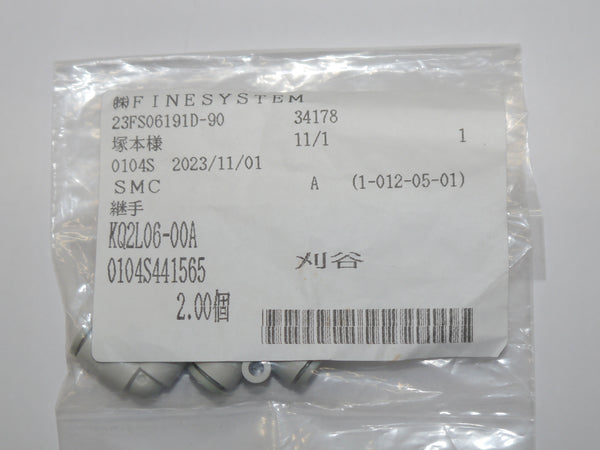 ㈱FINESYSTEM
23FS06191D-90 34178
塚本様 11/1 1
0104S 2023/11/01
SMC A (1-012-05-01)
継手
KQ2L06-00A
0104S441565 刈谷
2.00個